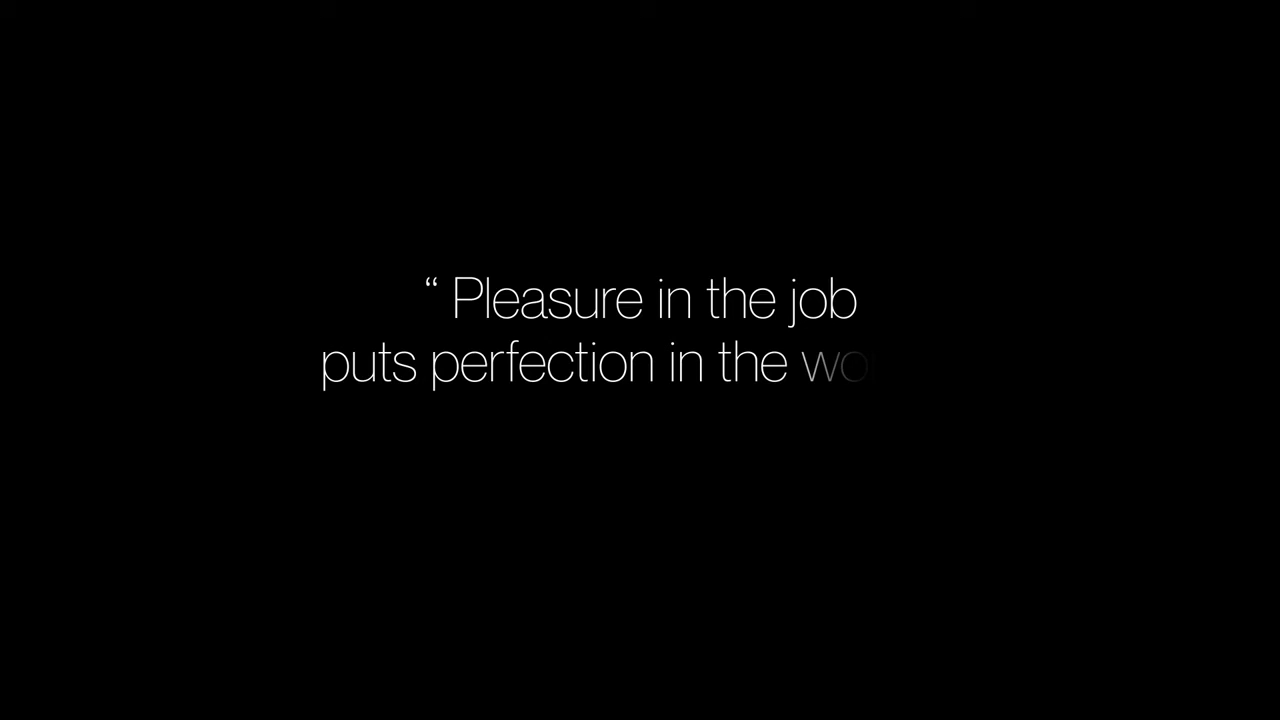 “ Pleasure in the job
puts perfection in the